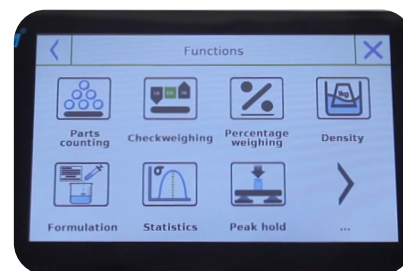 Functions
Parts
counting
Checkweighing
Percentage
weighing
Density
Formulation
Statistics
Peak hold
...